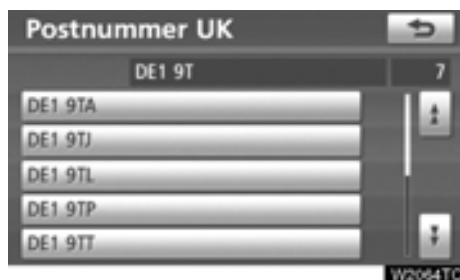 Postnummer UK
DE1 9T 7
DE1 9TA
DE1 9TJ
DE1 9TL
DE1 9TP
DE1 9TT
W2064TC